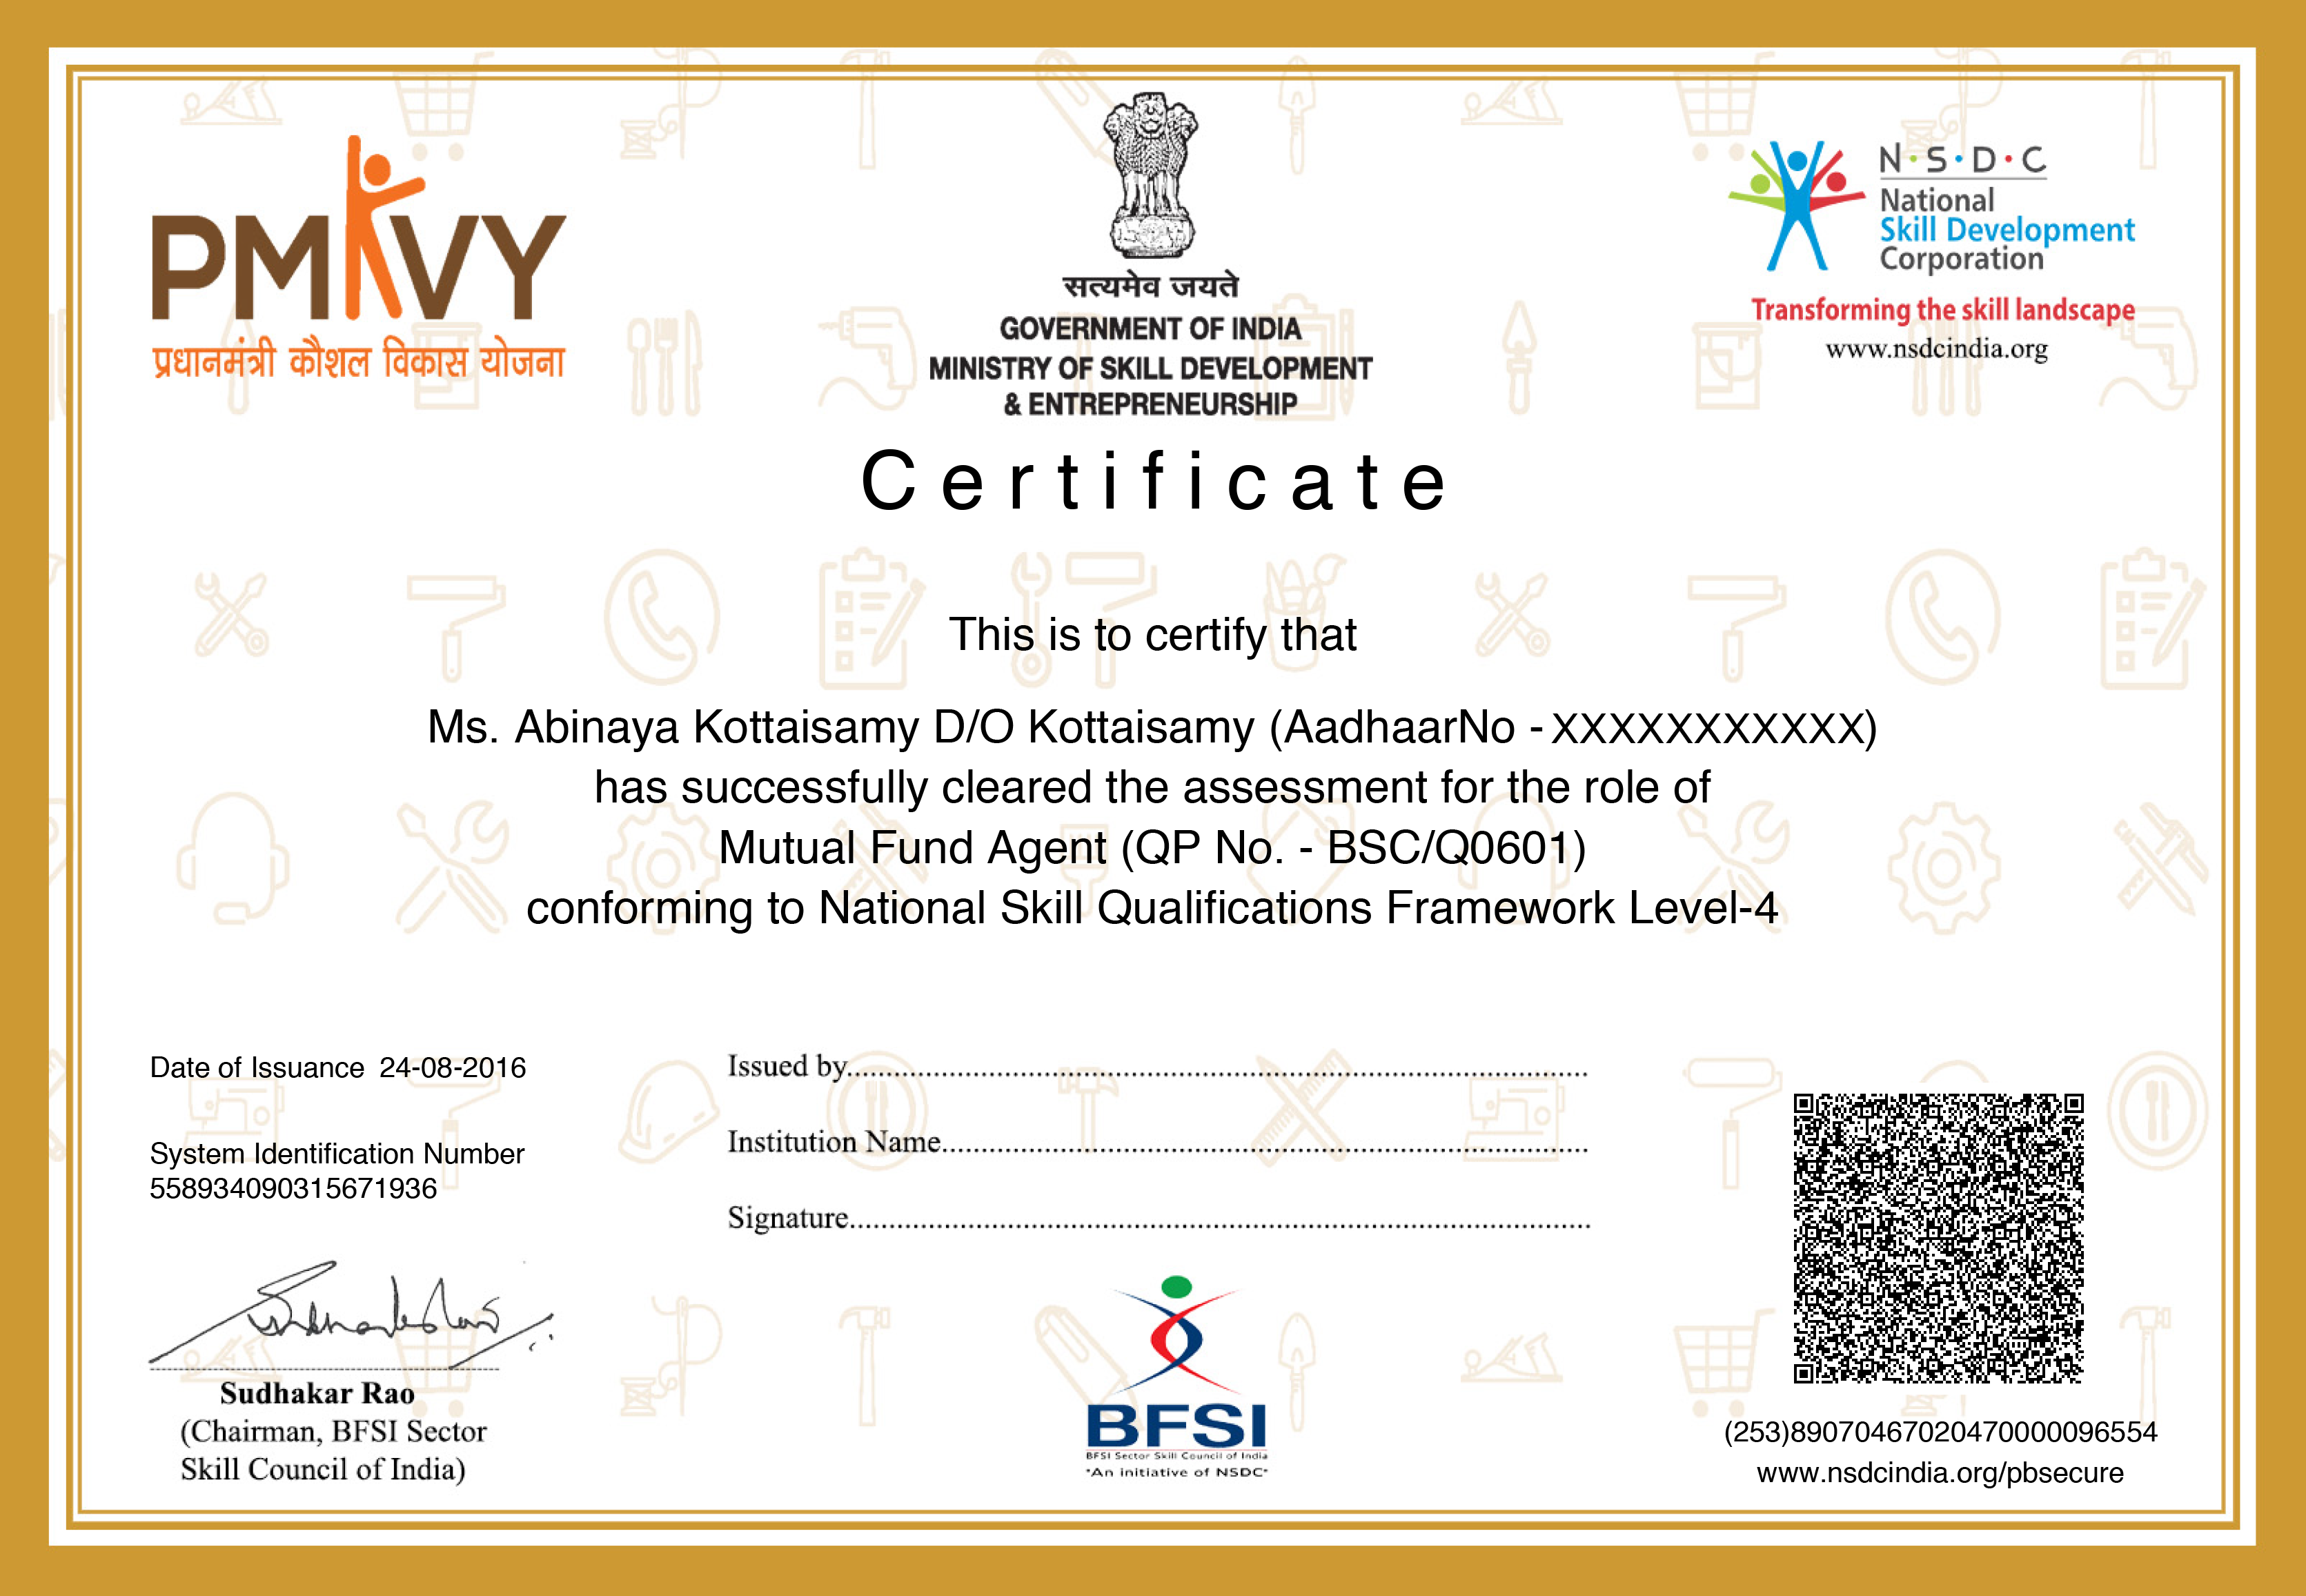 PMKVY
प्रधानमंत्री कौशल विकास योजना
सत्यमेव जयते
GOVERNMENT OF INDIA
MINISTRY OF SKILL DEVELOPMENT
& ENTREPRENEURSHIP
N·S·D·C
National
Skill Development
Corporation
Transforming the skill landscape
www.nsdcindia.org
Certificate
This is to certify that
Ms. Abinaya Kottaisamy D/O Kottaisamy (AadhaarNo - XXXXXXXXXXX)
has successfully cleared the assessment for the role of
Mutual Fund Agent (QP No. - BSC/Q0601)
conforming to National Skill Qualifications Framework Level-4
Date of Issuance 24-08-2016
System Identification Number
558934090315671936
Issued by
Institution Name
Signature
Sudhakar Rao
(Chairman, BFSI Sector
Skill Council of India)
BFSI
BFSI Sector Skill Council of India
"An initiative of NSDC"
(253)89070467020470000096554
www.nsdcindia.org/pbsecure